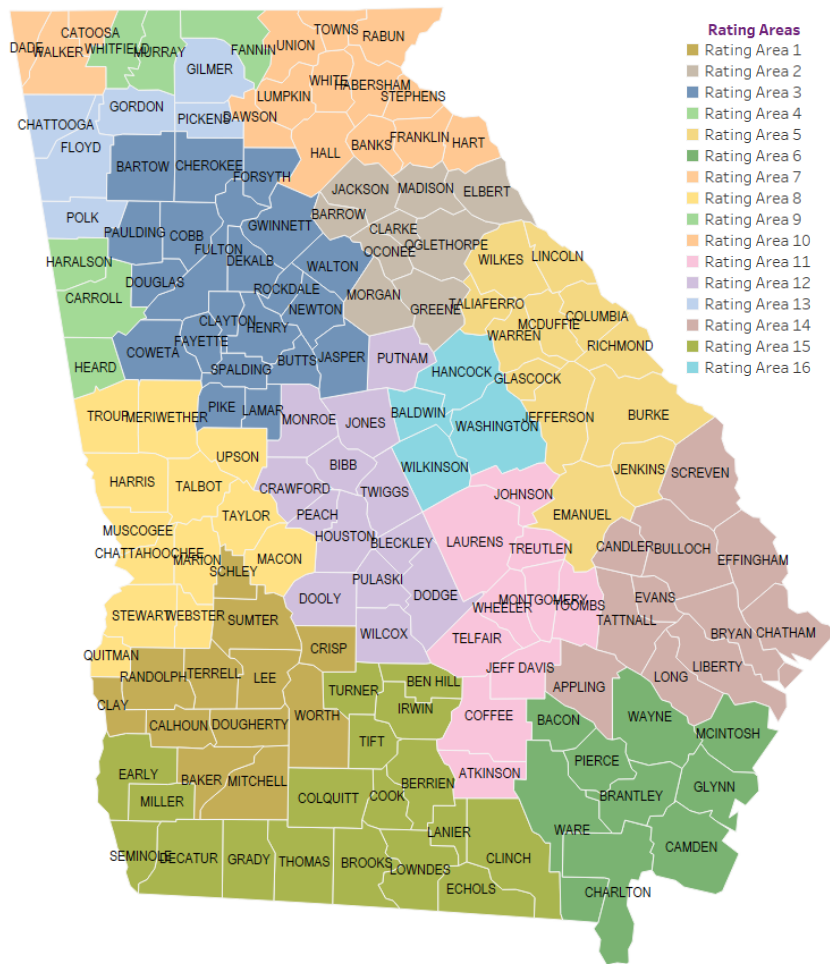 Rating Areas
Rating Area 1
Rating Area 2
Rating Area 3
Rating Area 4
Rating Area 5
Rating Area 6
Rating Area 7
Rating Area 8
Rating Area 9
Rating Area 10
Rating Area 11
Rating Area 12
Rating Area 13
Rating Area 14
Rating Area 15
Rating Area 16
DADE
CATOOSA
WALKER
WHITFIELD
MURRAY
FANNIN
UNION
TOWNS
RABUN
GILMER
WHITE
HABERSHAM
LUMPKIN
STEPHENS
CHATTOOGA
GORDON
PICKENS
DAWSON
FLOYD
HALL
BANKS
FRANKLIN
HART
BARTOW
CHEROKEE
FORSYTH
JACKSON
MADISON
ELBERT
POLK
PAULDING
COBB
FULTON
GWINNETT
BARROW
CLARKE
OCONEE
OGLETHORPE
HARALSON
DEKALB
WALTON
WILKES
LINCOLN
DOUGLAS
ROCKDALE
MORGAN
GREENE
TALIAFERRO
CARROLL
CLAYTON
HENRY
NEWTON
MCDUFFIE
COLUMBIA
WARREN
RICHMOND
COWETA
FAYETTE
SPALDING
BUTTS
JASPER
PUTNAM
HANCOCK
GLASCOCK
HEARD
TROUP
MERIWETHER
PIKE
LAMAR
MONROE
JONES
BALDWIN
WASHINGTON
JEFFERSON
BURKE
UPSON
BIBB
WILKINSON
JENKINS
SCREVEN
HARRIS
TALBOT
CRAWFORD
TWIGGS
JOHNSON
EMANUEL
TAYLOR
PEACH
HOUSTON
BLECKLEY
LAURENS
TREUTLEN
CANDLER
BULLOCH
EFFINGHAM
MUSCOGEE
CHATTAHOOCHEE
MARION
MACON
SCHLEY
PULASKI
DODGE
WHEELER
MONTGOMERY
TOOMBS
EVANS
TATTNALL
BRYAN
CHATHAM
STEWART
WEBSTER
SUMTER
DOOLY
WILCOX
TELFAIR
LIBERTY
QUITMAN
RANDOLPH
TERRELL
LEE
CRISP
JEFF DAVIS
APPLING
LONG
CLAY
CALHOUN
DOUGHERTY
WORTH
TURNER
BEN HILL
IRWIN
COFFEE
BACON
WAYNE
MCINTOSH
EARLY
BAKER
MITCHELL
TIFT
ATKINSON
PIERCE
GLYNN
MILLER
COLQUITT
COOK
BERRIEN
BRANTLEY
WARE
LANIER
CAMDEN
SEMINOLE
DECATUR
GRADY
THOMAS
BROOKS
LOWNDES
CLINCH
ECHOLS
CHARLTON